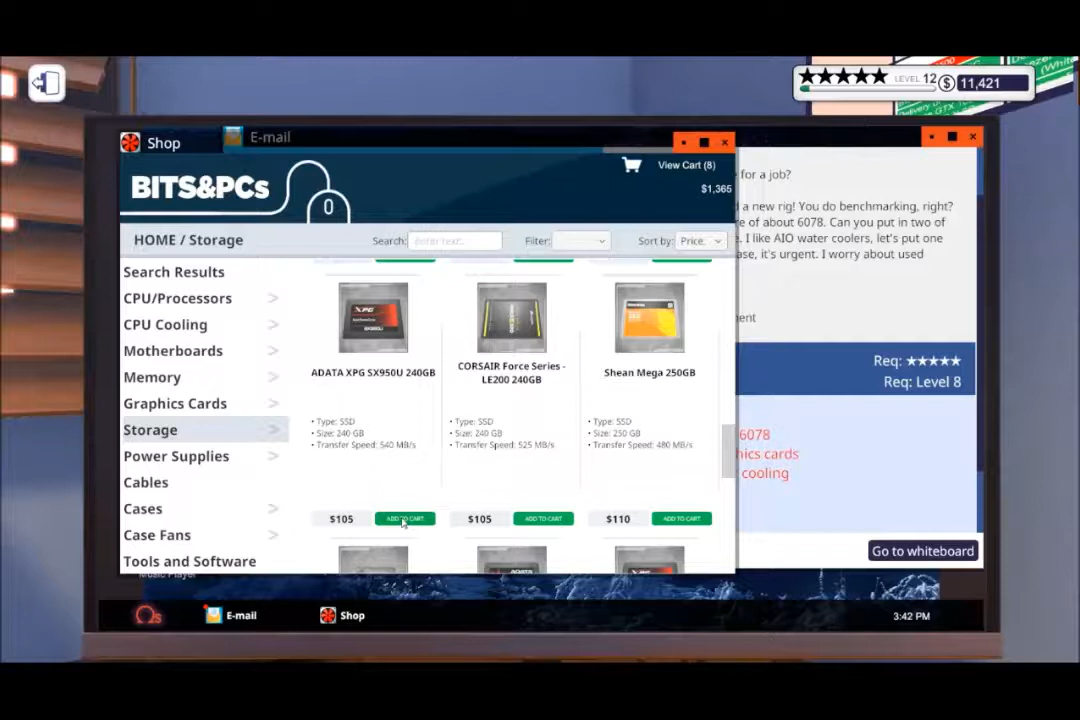 LEVEL 12
$ 11,421
Shop
E-mail
BITS&PCs
View Cart (8)
$1,365
HOME / Storage
Search:
Filter:
Sort by: Price
Search Results
CPU/Processors >
CPU Cooling >
Motherboards >
Memory >
Graphics Cards >
Storage >
Power Supplies >
Cables
Cases >
Case Fans >
Tools and Software
XPG
ADATA XPG SX950U 240GB
• Type: SSD
• Size: 240 GB
• Transfer Speed: 540 MB/s
$105
ADD TO CART
CORSAIR Force Series -
LE200 240GB
• Type: SSD
• Size: 240 GB
• Transfer Speed: 525 MB/s
$105
ADD TO CART
Shean Mega 250GB
• Type: SSD
• Size: 250 GB
• Transfer Speed: 480 MB/s
$110
ADD TO CART
for a job?
d a new rig! You do benchmarking, right?
e of about 6078. Can you put in two of
. I like AIO water coolers, let's put one
ase, it's urgent. I worry about used
ent
Req: ★★★★★
Req: Level 8
6078
hics cards
cooling
Go to whiteboard
Music Player
E-mail
Shop
3:42 PM